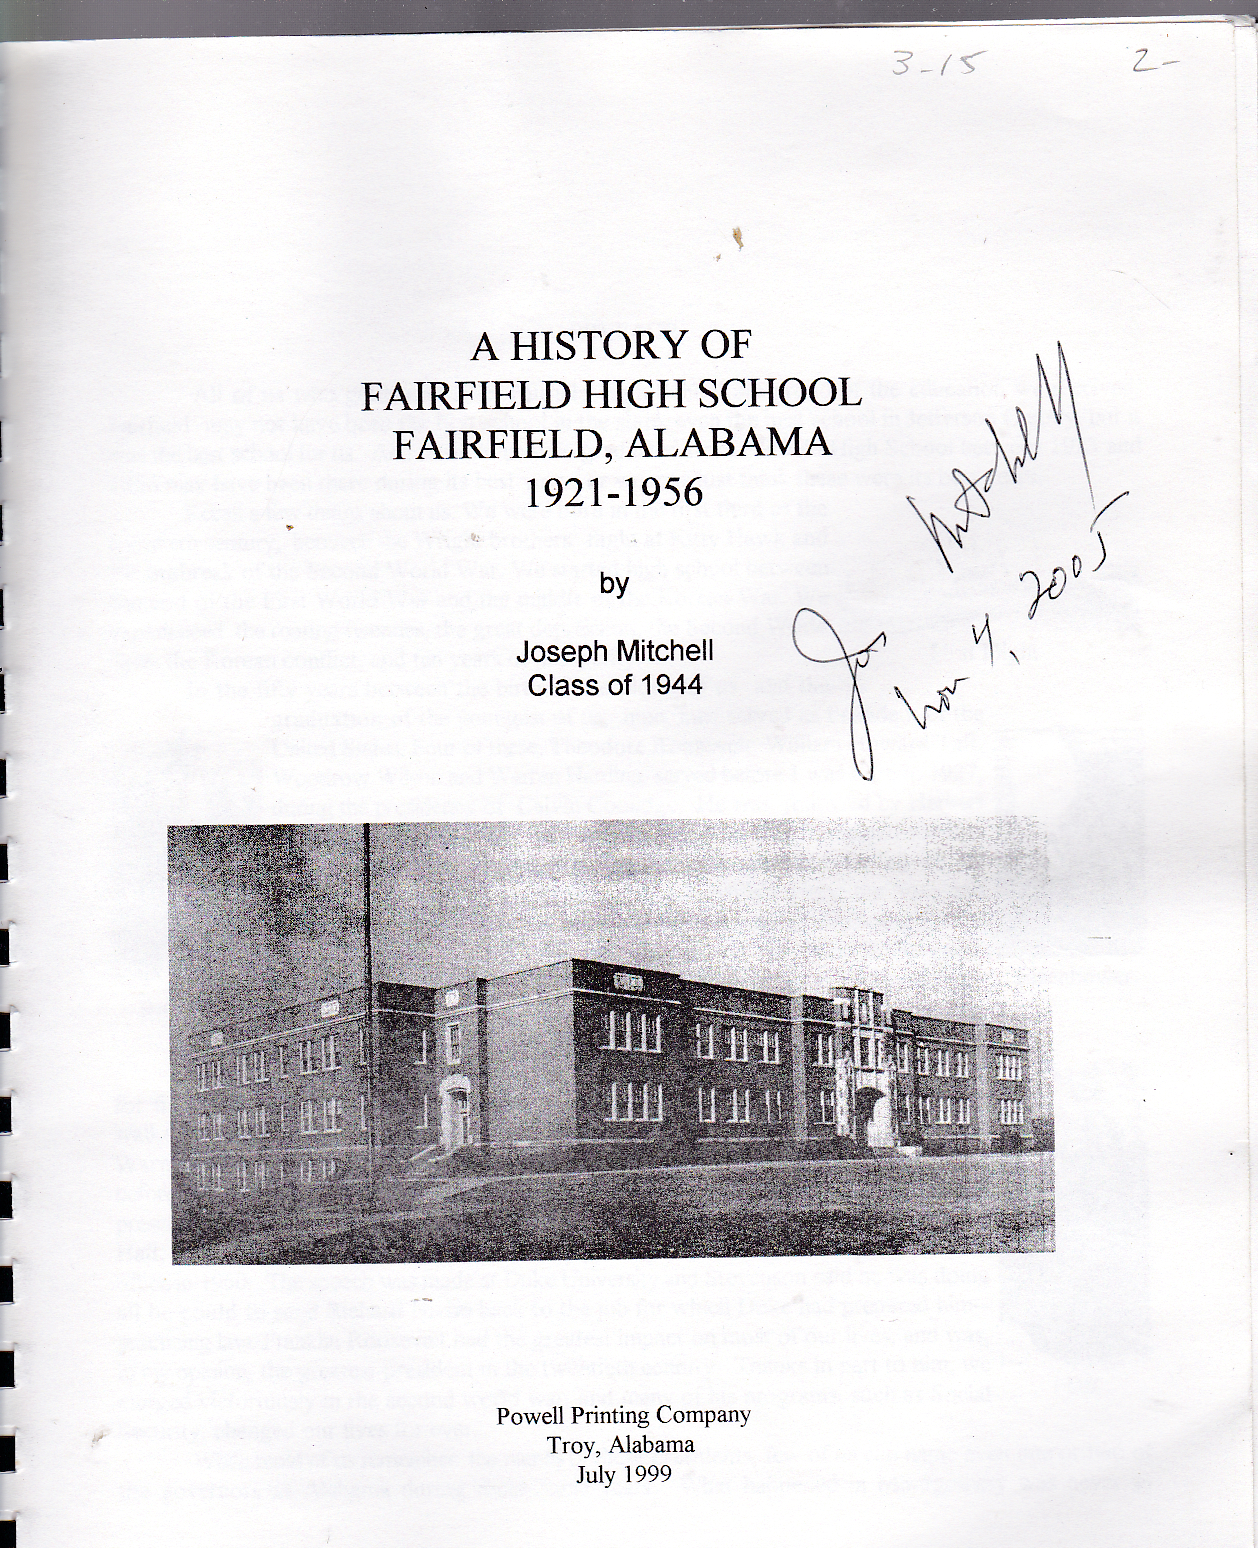 3-15 2-
A HISTORY OF
FAIRFIELD HIGH SCHOOL
FAIRFIELD, ALABAMA
1921-1956
by
Joseph Mitchell
Class of 1944
Joe Mitchell
Nov 4, 2005
Powell Printing Company
Troy, Alabama
July 1999